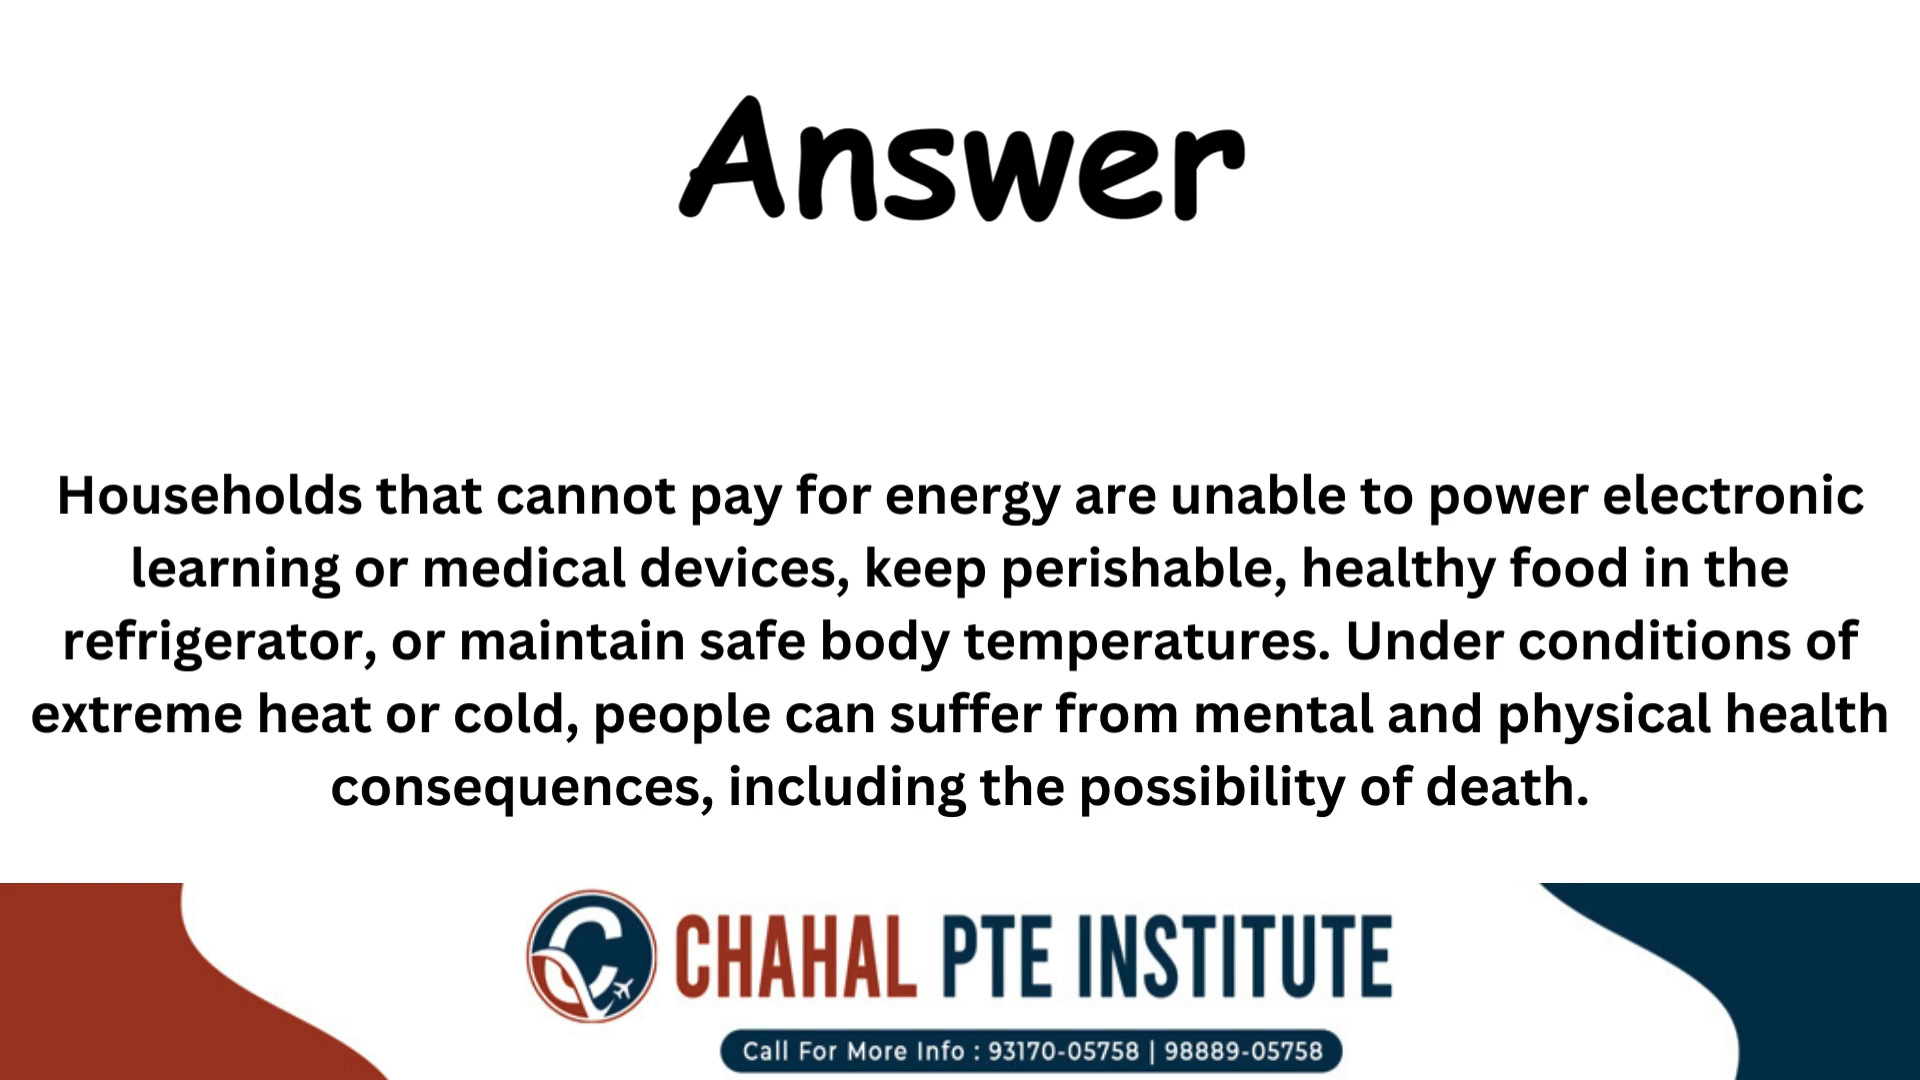 Answer
Households that cannot pay for energy are unable to power electronic
learning or medical devices, keep perishable, healthy food in the
refrigerator, or maintain safe body temperatures. Under conditions of
extreme heat or cold, people can suffer from mental and physical health
consequences, including the possibility of death.
CHAHAL PTE INSTITUTE
Call For More Info : 93170-05758 | 98889-05758